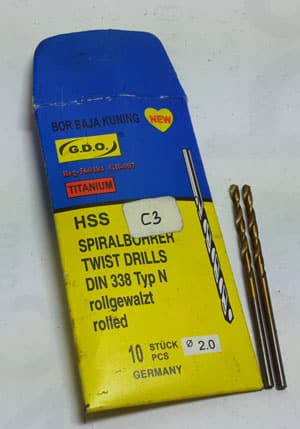 BOR BAJA KUNING
NEW
G.D.O.
TITANIUM
HSS
C3
SPIRALBOHRER
TWIST DRILLS
DIN 338 Typ N
rollgewalzt
rolled
10 STÜCK PCS
ø 2.0
GERMANY